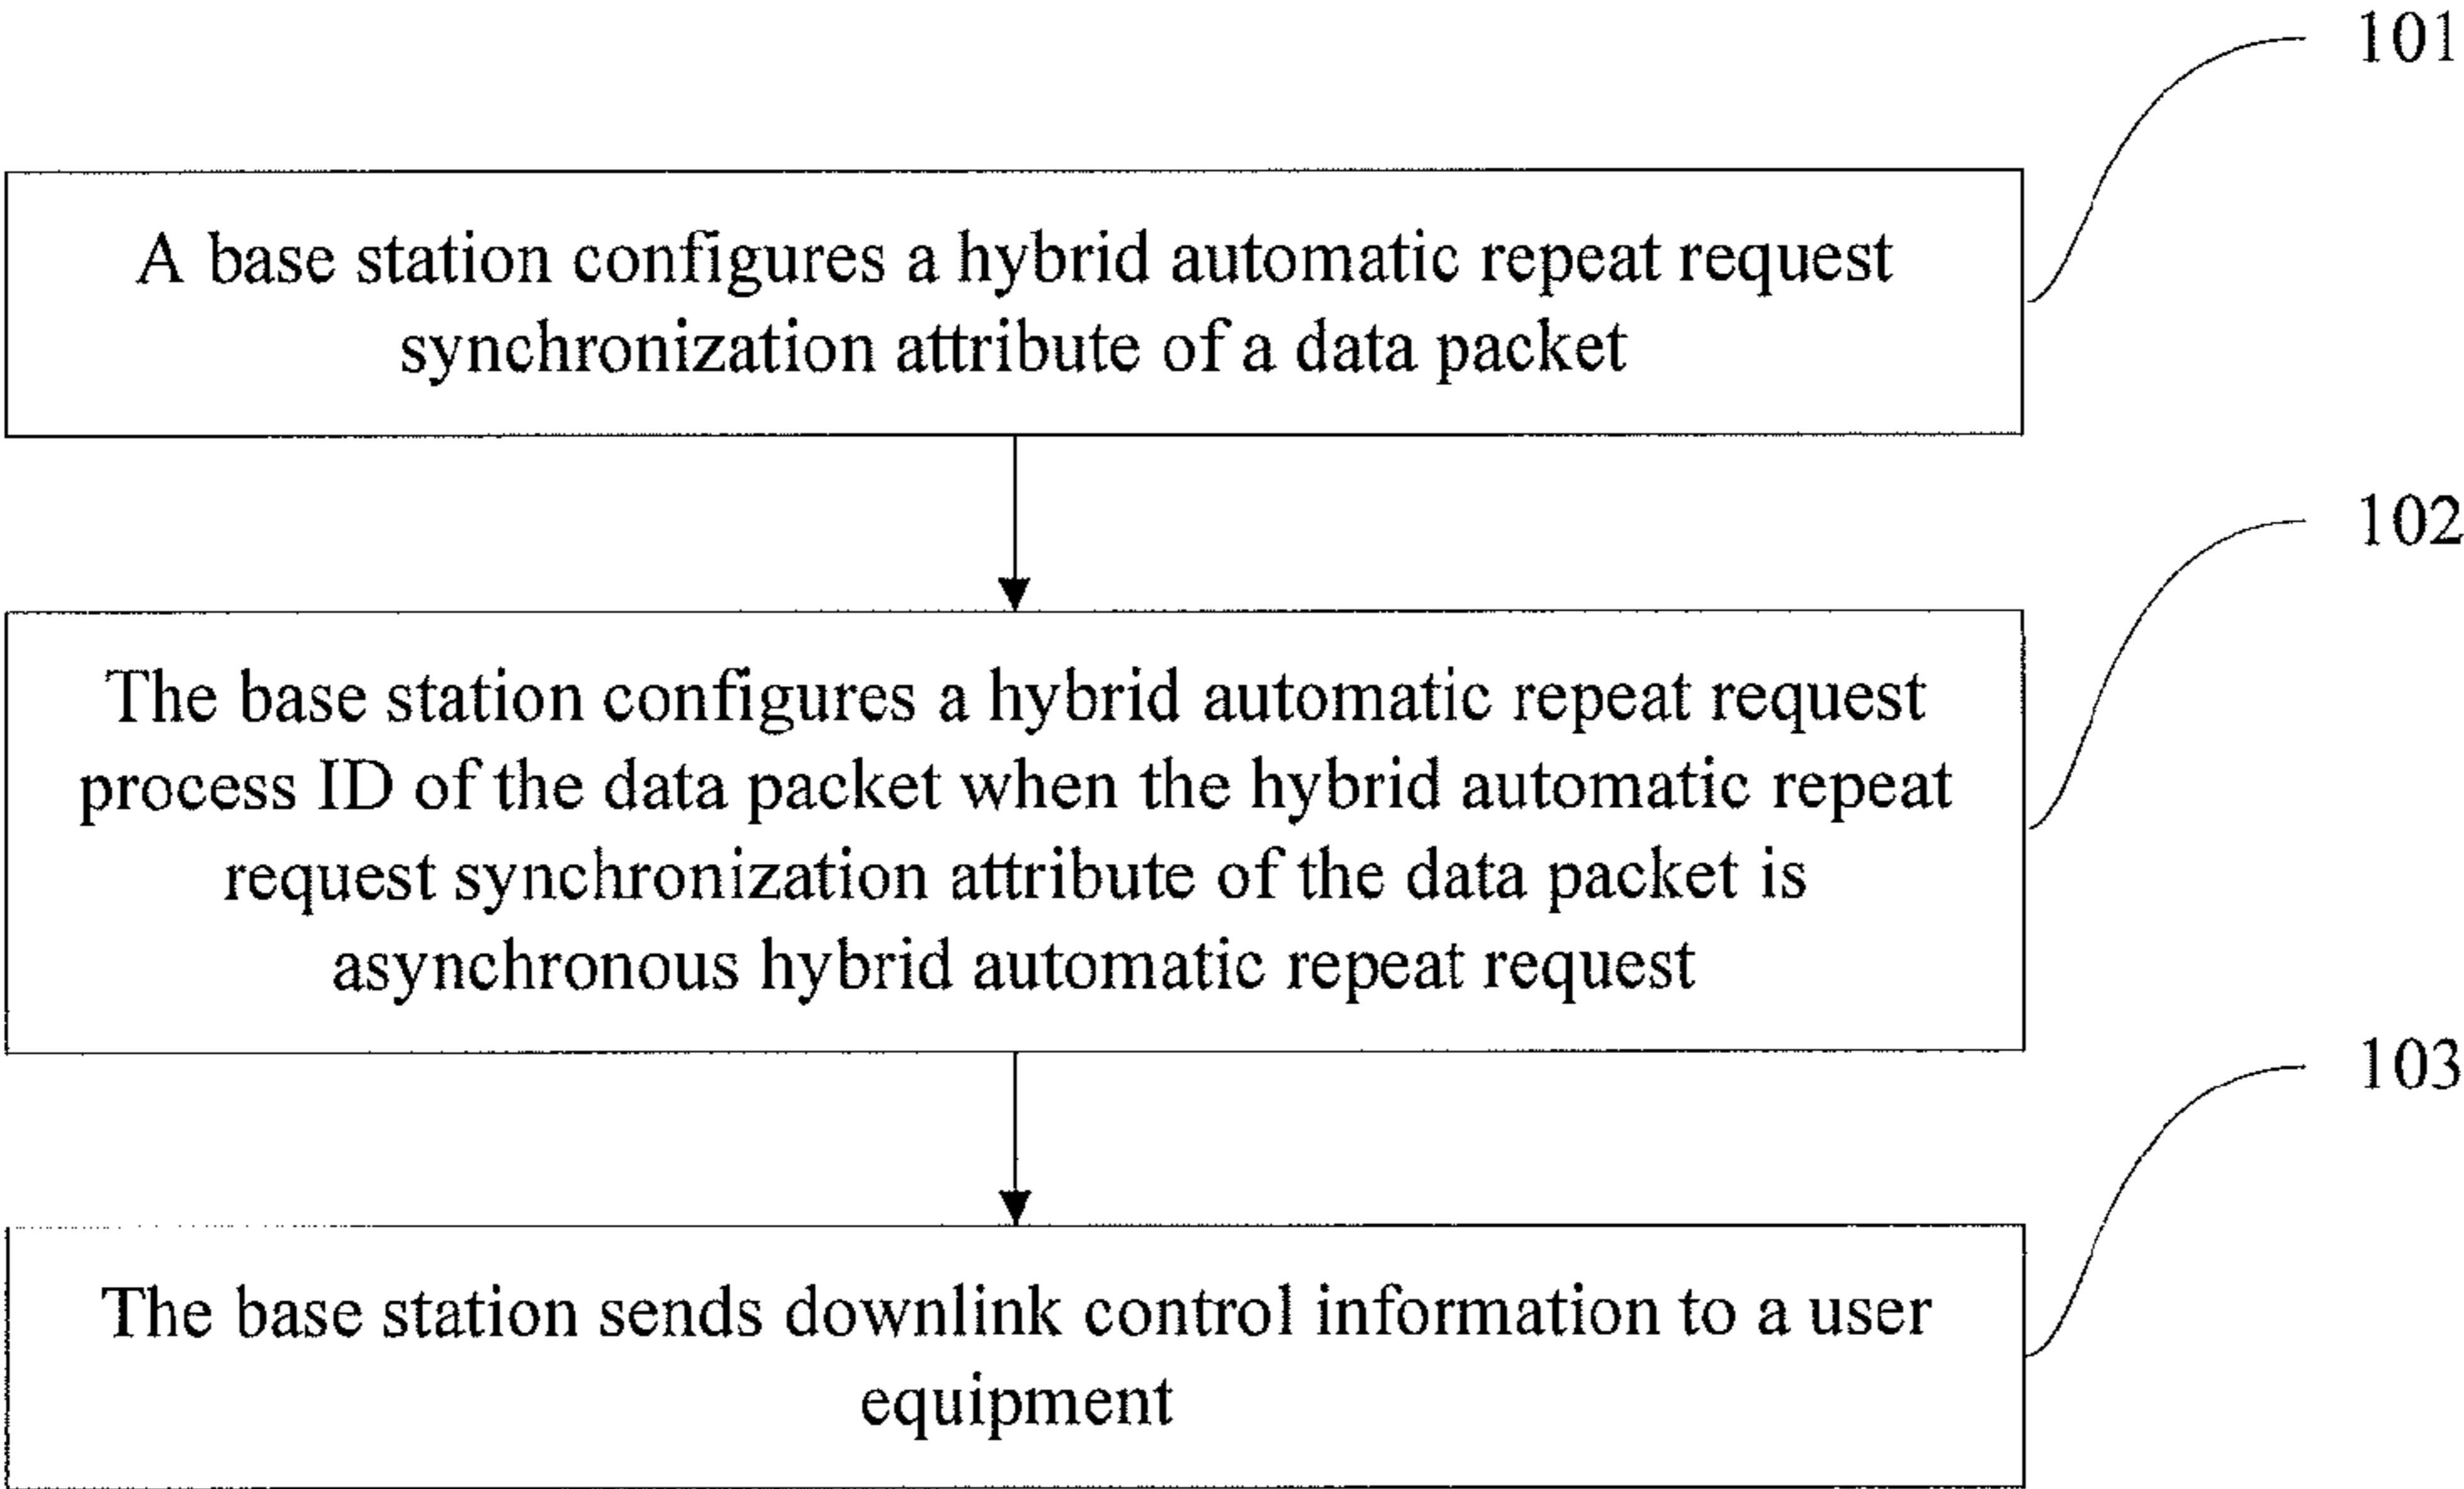 101
A base station configures a hybrid automatic repeat request
synchronization attribute of a data packet
102
The base station configures a hybrid automatic repeat request
process ID of the data packet when the hybrid automatic repeat
request synchronization attribute of the data packet is
asynchronous hybrid automatic repeat request
103
The base station sends downlink control information to a user
equipment